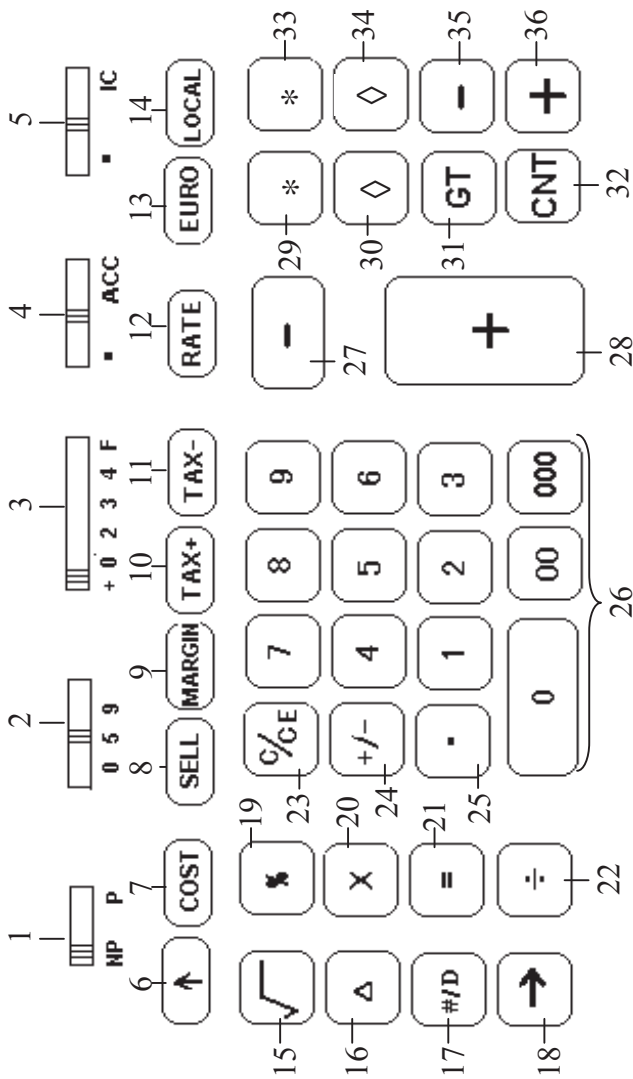 1 2 3 4 5
NP P 0 5 9 + 0 2 3 4 F ▪ ACC ▪ IC
6 7 8 9 10 11 12 13 14
↑ COST SELL MARGIN TAX+ TAX- RATE EURO LOCAL
19 33
√ % C/CE 7 8 9 - * *
15 23 27 29
20 34
△ X +/- 4 5 6 ◊ ◊
16 24 30
21 35
#/D = . 1 2 3 + GT -
17 25 31
36
→ ÷ 0 00 000 CNT +
18 22 26 28 32